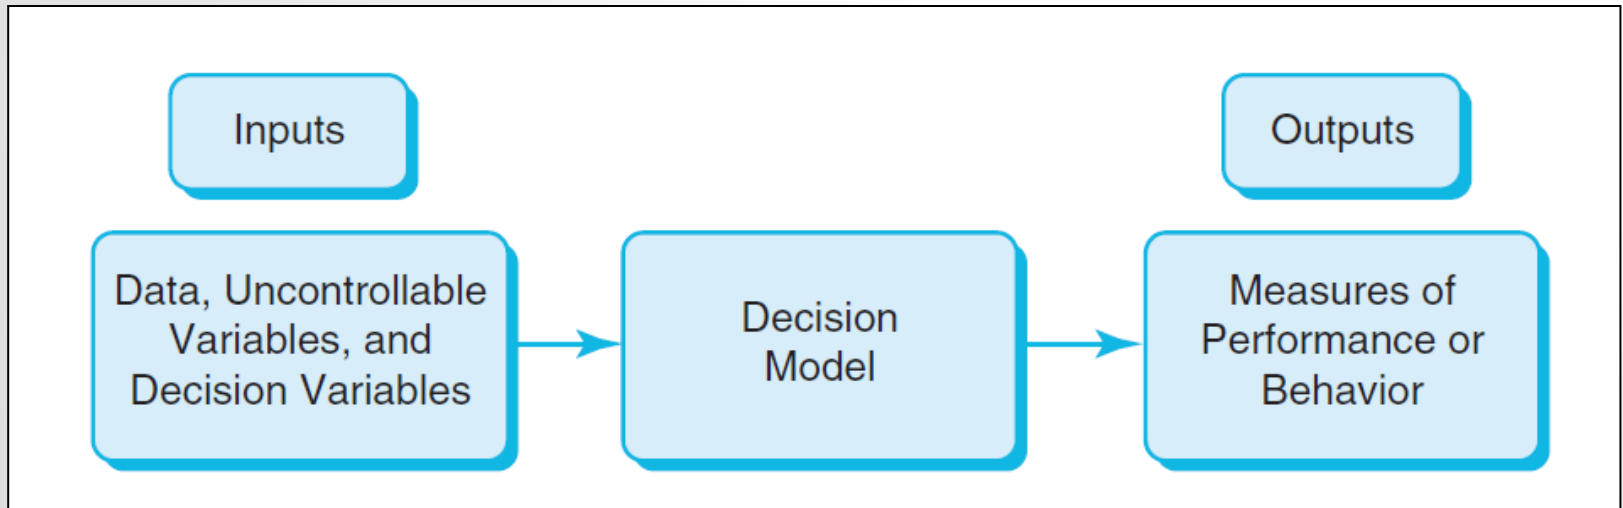 Inputs
Outputs
Data, Uncontrollable
Variables, and
Decision Variables
Decision
Model
Measures of
Performance or
Behavior